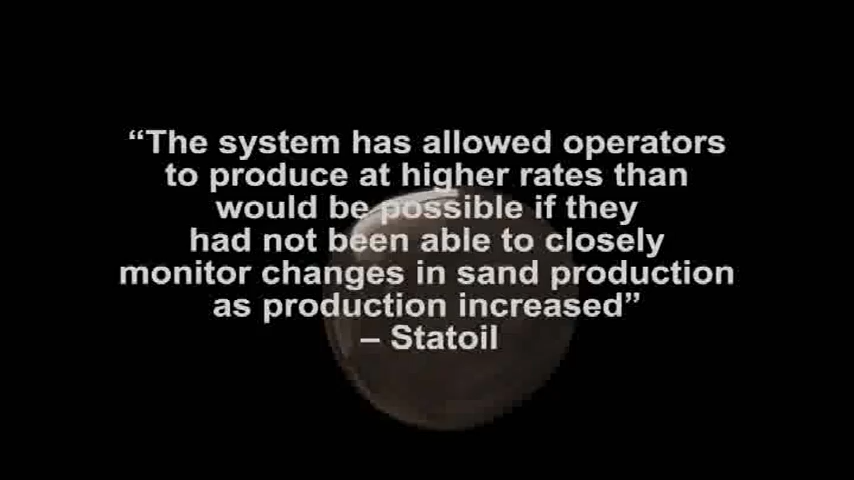 “The system has allowed operators
to produce at higher rates than
would be possible if they
had not been able to closely
monitor changes in sand production
as production increased”
– Statoil